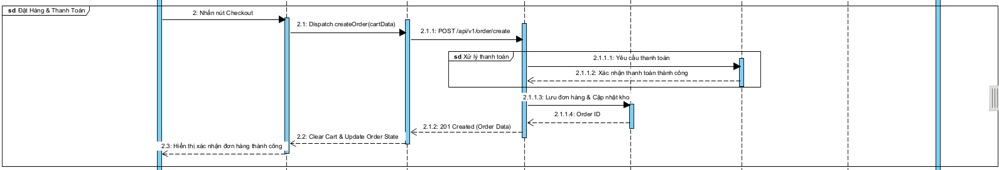 sd Đặt Hàng & Thanh Toán
2: Nhấn nút Checkout
2.1: Dispatch createOrder(cartData)
2.1.1: POST /api/v1/order/create
sd Xử lý thanh toán
2.1.1.1: Yêu cầu thanh toán
2.1.1.2: Xác nhận thanh toán thành công
2.1.1.3: Lưu đơn hàng & Cập nhật kho
2.1.1.4: Order ID
2.1.2: 201 Created (Order Data)
2.2: Clear Cart & Update Order State
2.3: Hiển thị xác nhận đơn hàng thành công